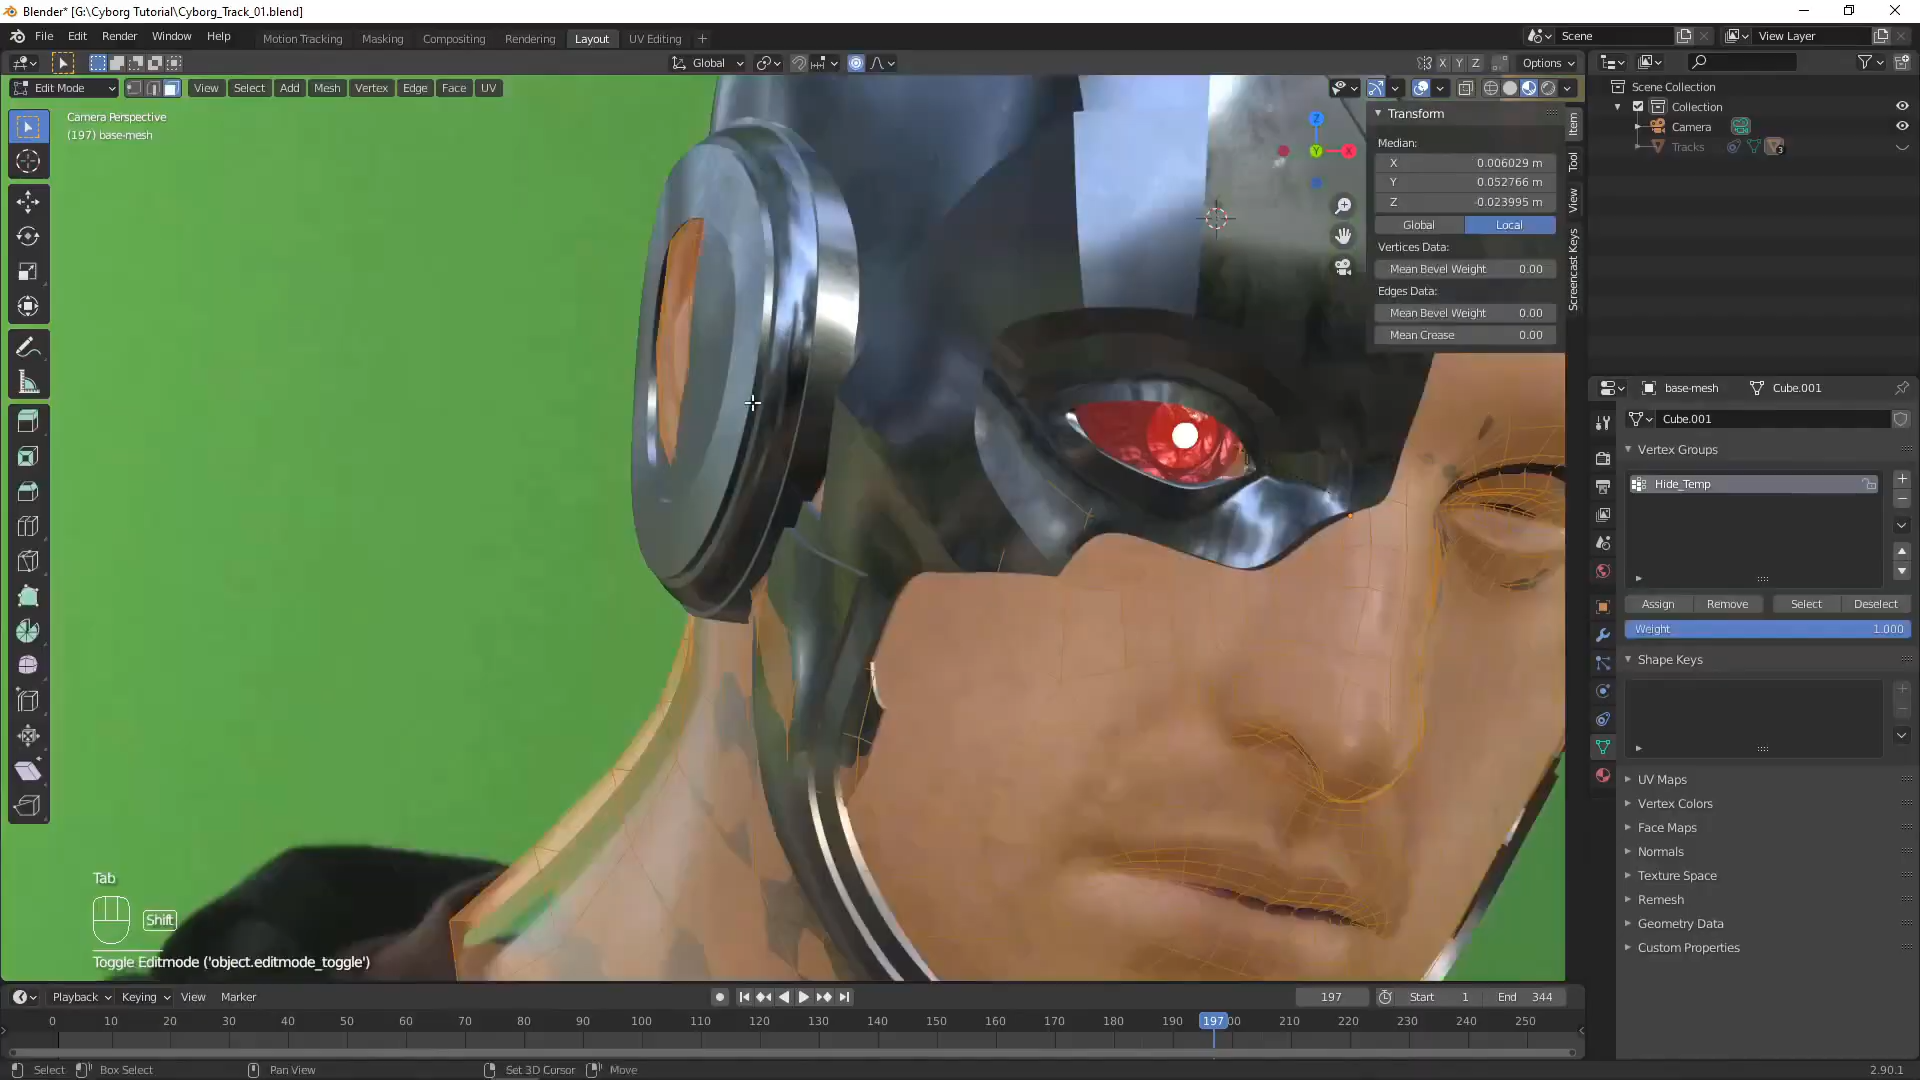 Blender* [G:\Cyborg Tutorial\Cyborg_Track_01.blend]
File Edit Render Window Help Motion Tracking Masking Compositing Rendering Layout UV Editing Scene View Layer
Global X Y Z Options
Edit Mode View Select Add Mesh Vertex Edge Face UV
Camera Perspective
(197) base-mesh
Z
Y
X
Transform
Median:
X 0.006029 m
Y 0.052766 m
Z -0.023995 m
Global Local
Vertices Data:
Mean Bevel Weight 0.00
Edges Data:
Mean Bevel Weight 0.00
Mean Crease 0.00
Item
Tool
View
Screencast Keys
Scene Collection
Collection
Camera
Tracks 3
base-mesh Cube.001
Cube.001
Vertex Groups
Hide_Temp
Assign Remove Select Deselect
Weight 1.000
Shape Keys
UV Maps
Vertex Colors
Face Maps
Normals
Texture Space
Remesh
Geometry Data
Custom Properties
Tab
Shift
Toggle Editmode ('object.editmode_toggle')
Playback Keying View Marker 197 Start 1 End 344
0 10 20 30 40 50 60 70 80 90 100 110 120 130 140 150 160 170 180 190 197 00 210 220 230 240 250
Select Box Select Pan View Set 3D Cursor Move 2.90.1